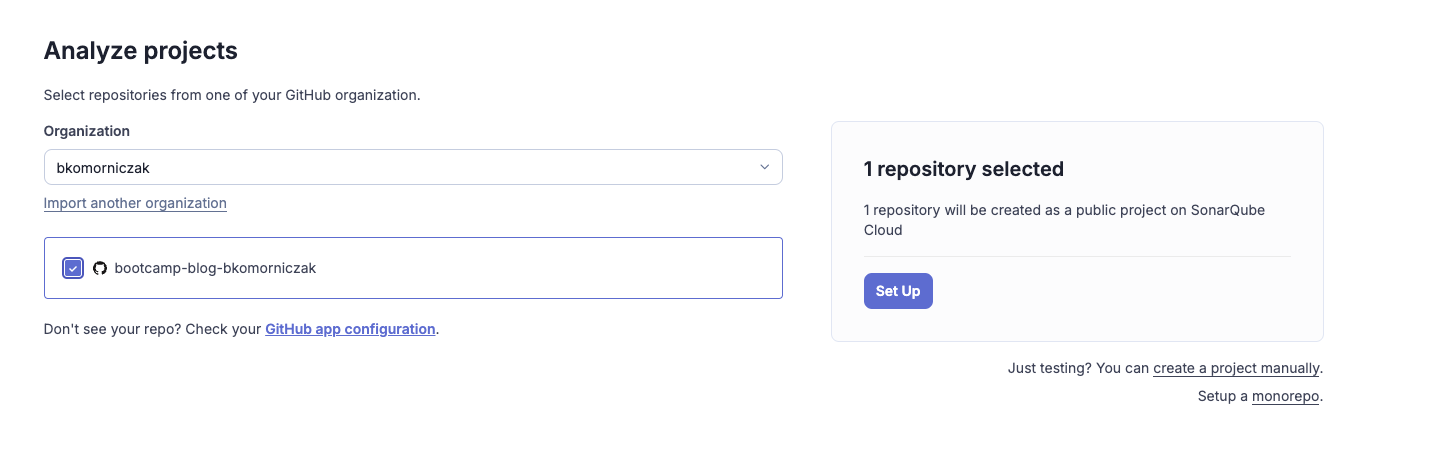 Analyze projects
Select repositories from one of your GitHub organization.
Organization
bkomorniczak
Import another organization
bootcamp-blog-bkomorniczak
Don't see your repo? Check your GitHub app configuration.
1 repository selected
1 repository will be created as a public project on SonarQube
Cloud
Set Up
Just testing? You can create a project manually.
Setup a monorepo.